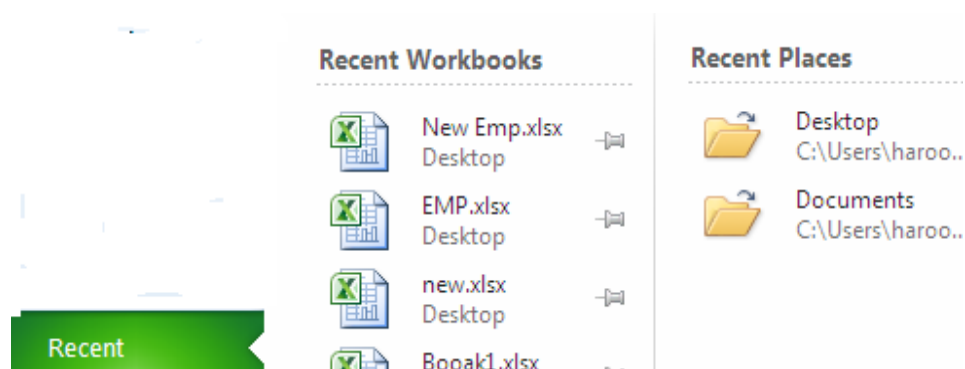 Recent
Recent Workbooks
New Emp.xlsx
Desktop
EMP.xlsx
Desktop
new.xlsx
Desktop
Booak1.xlsx
Recent Places
Desktop
C:\Users\haroo..
Documents
C:\Users\haroo..